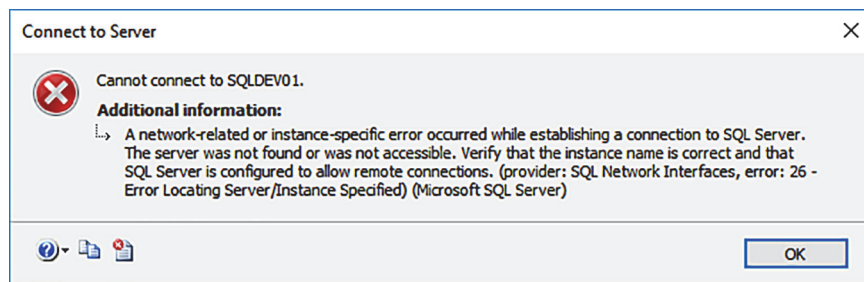 Connect to Server
Cannot connect to SQLDEV01.
Additional information:
A network-related or instance-specific error occurred while establishing a connection to SQL Server.
The server was not found or was not accessible. Verify that the instance name is correct and that
SQL Server is configured to allow remote connections. (provider: SQL Network Interfaces, error: 26 -
Error Locating Server/Instance Specified) (Microsoft SQL Server)
OK